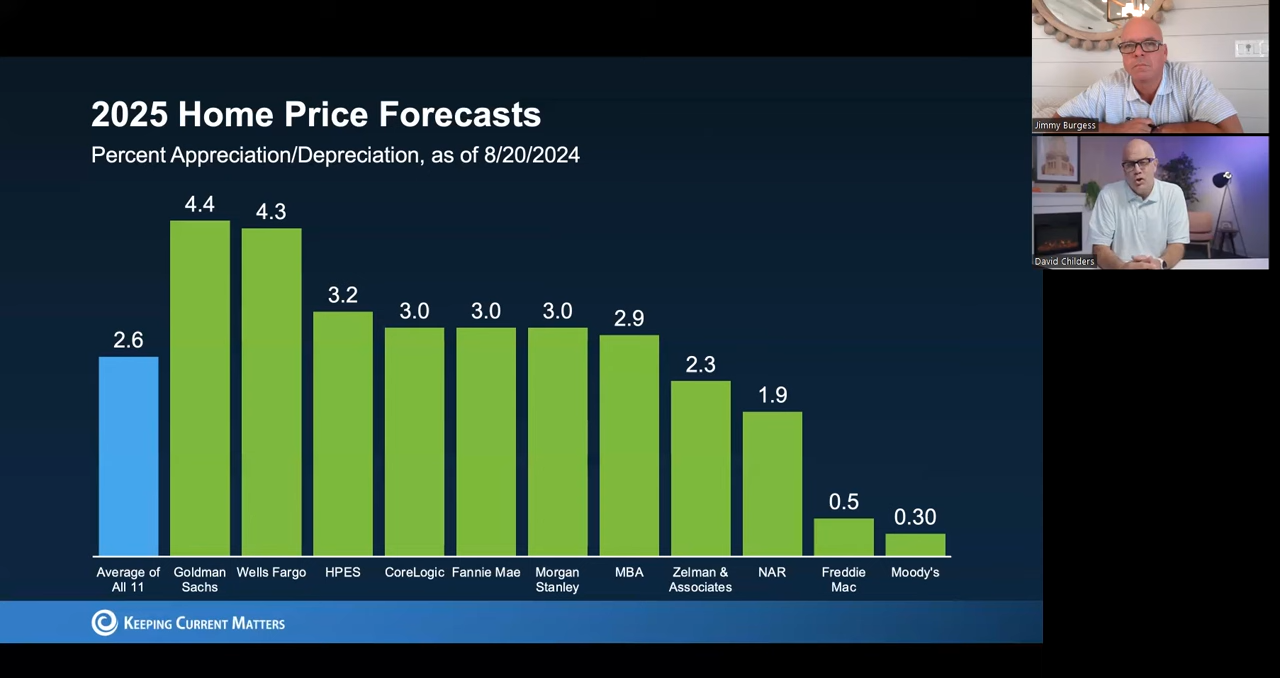 2025 Home Price Forecasts
Percent Appreciation/Depreciation, as of 8/20/2024
2.6
4.4
4.3
3.2
3.0
3.0
3.0
2.9
2.3
1.9
0.5
0.30
Average of
All 11
Goldman
Sachs
Wells Fargo
HPES
CoreLogic
Fannie Mae
Morgan
Stanley
MBA
Zelman &
Associates
NAR
Freddie
Mac
Moody's
KEEPING CURRENT MATTERS
Jimmy Burgess
David Childers